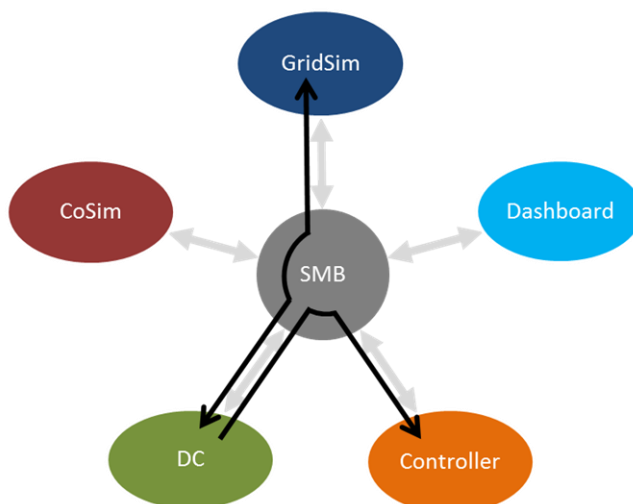 GridSim
CoSim
Dashboard
SMB
DC
Controller